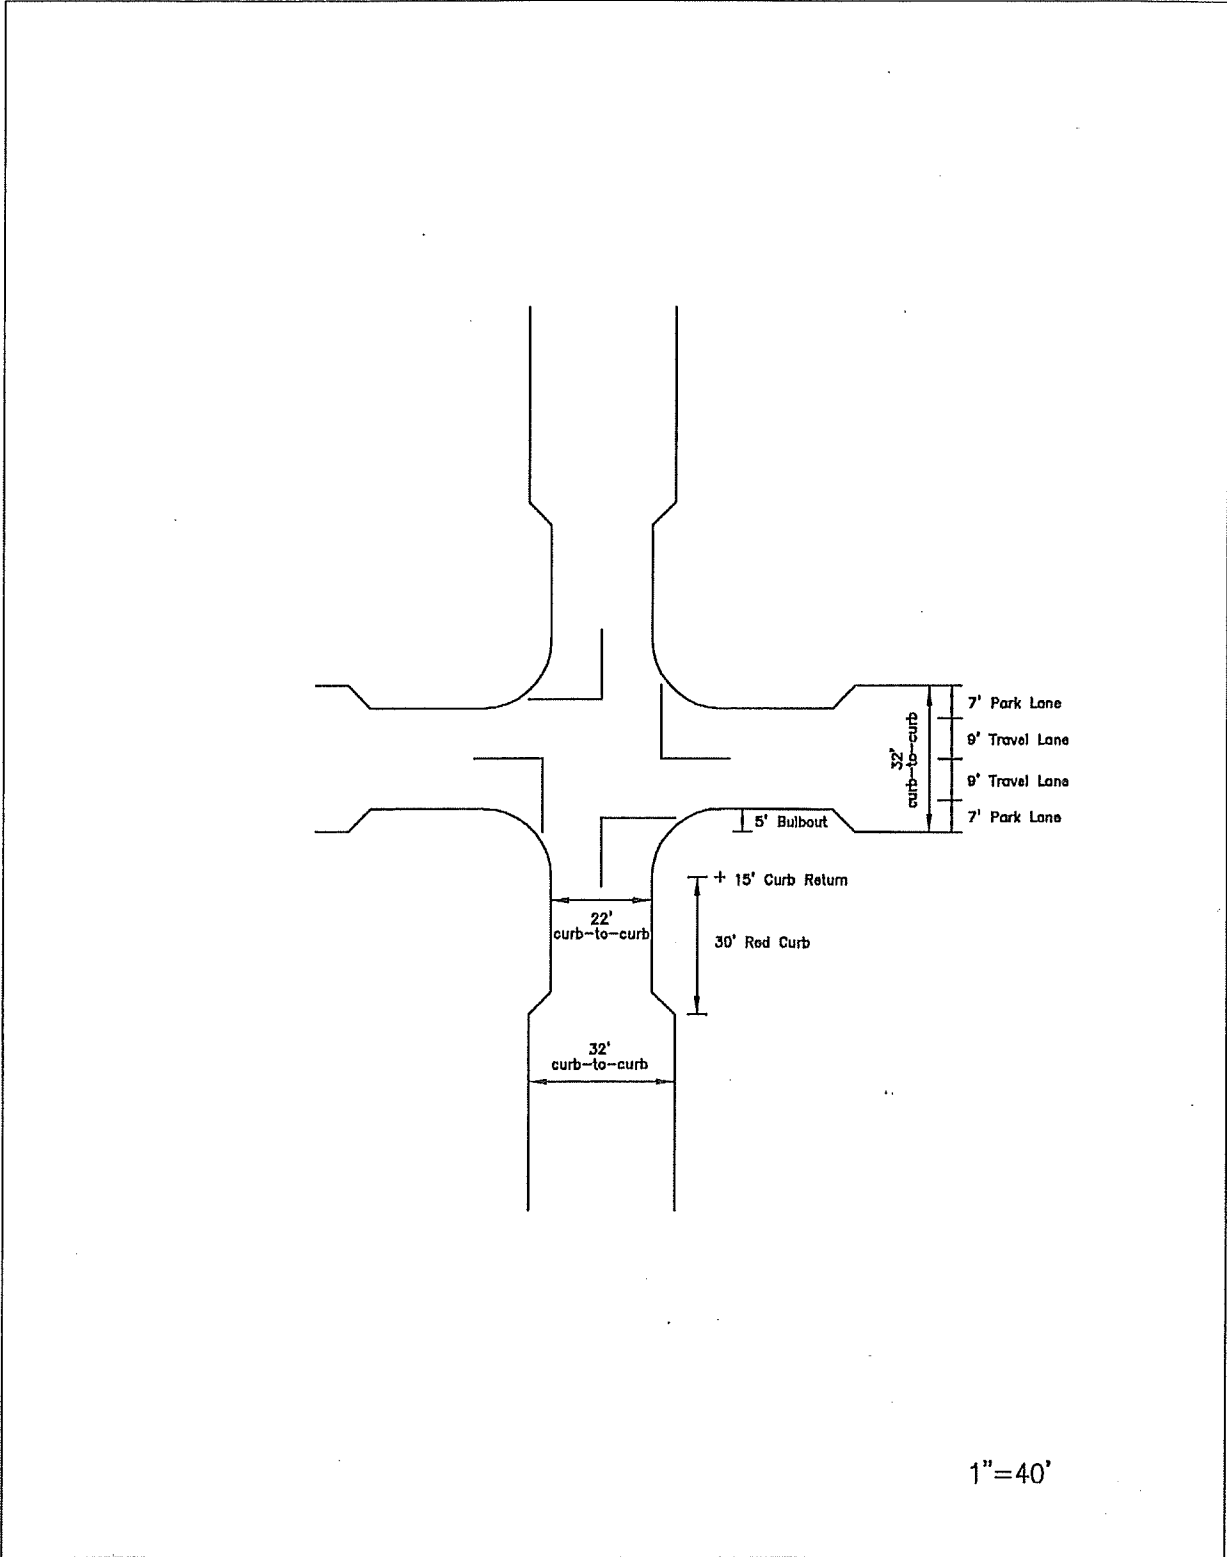 7' Park Lane
9' Travel Lane
32'
curb-to-curb
9' Travel Lane
7' Park Lane
5' Bulbout
15' Curb Return
22'
curb-to-curb
30' Red Curb
32'
curb-to-curb
1"=40'